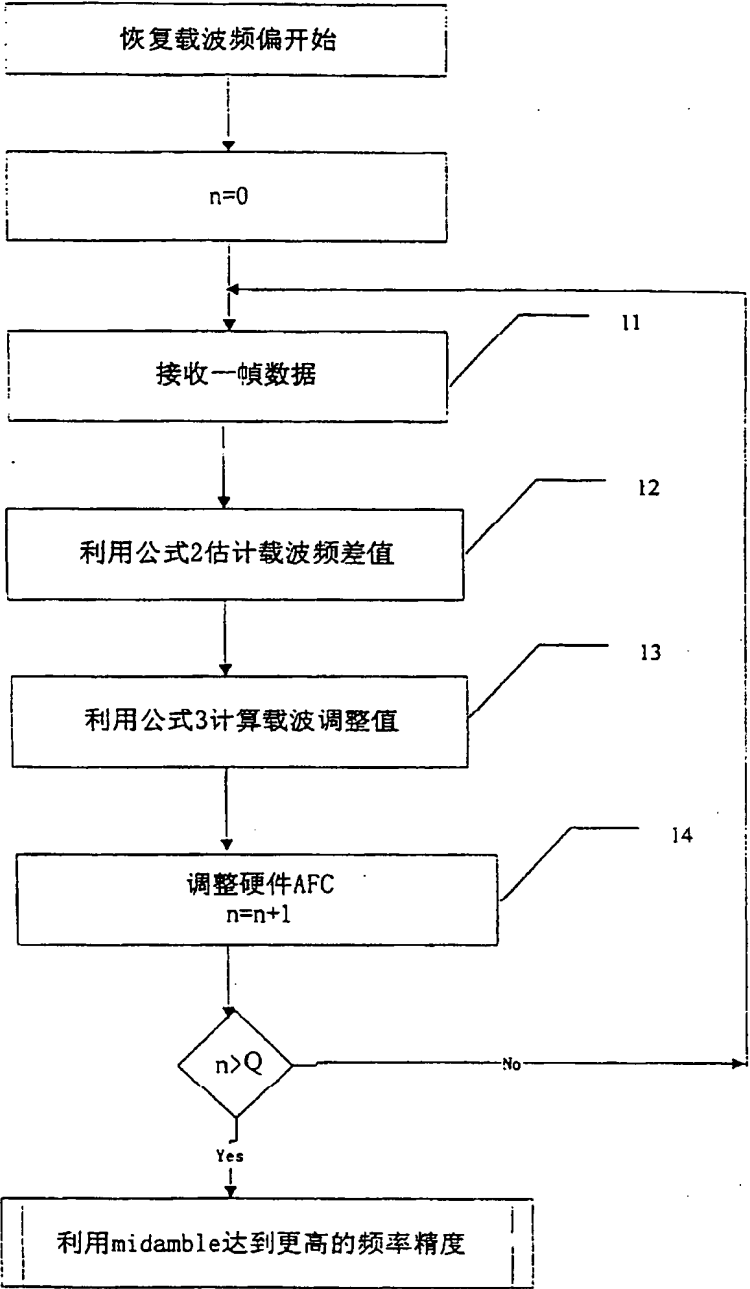 恢复载波频偏开始
n=0
11
接收一幀数据
12
利用公式2估计载波频差值
13
利用公式3计算载波调整值
14
调整硬件AFC
n=n+1
n>Q
No
Yes
利用midamble达到更高的频率精度